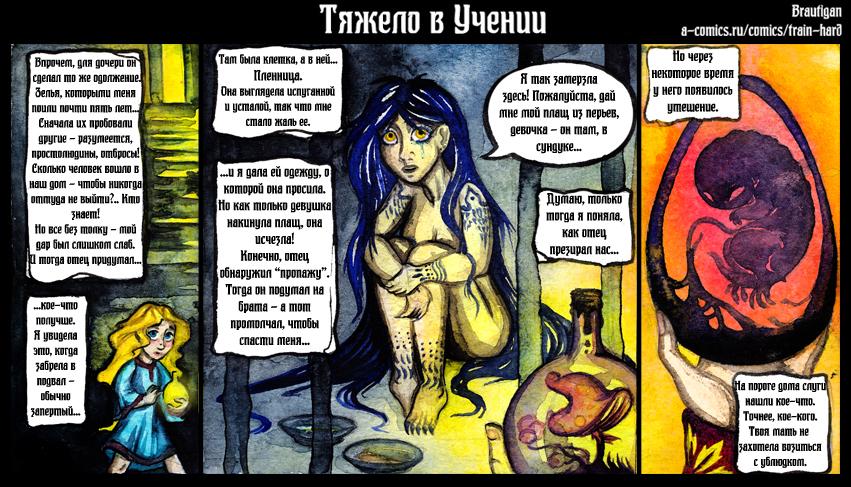 Тяжело в Учении
Braufigan
a-comics.ru/comics/train-hard
Впрочем, для дочери он
сделал то же одолжение.
Зелья, которыми меня
поили почти пять лет...
Сначала их пробовали
другие – разумеется,
простолюдины, отбросы!
Сколько человек вошло в
наш дом – чтобы никогда
оттуда не выйти?.. Кто
знает!
Но все без толку – мой
дар был слишком слаб.
И тогда отец придумал...
...кое-что
получше.
Я увидела
это, когда
забрела в
подвал –
обычно
запертый...
Там была клетка, а в ней...
Пленница.
Она выглядела испуганной
и усталой, так что мне
стало жаль ее.
...и я дала ей одежду, о
которой она просила.
Но как только девушка
накинула плащ, она
исчезла!
Конечно, отец
обнаружил "пропажу".
Тогда он подумал на
брата – а тот
промолчал, чтобы
спасти меня...
Я так замерзла
здесь! Пожалуйста, дай
мне мой плащ из перьев,
девочка – он там, в
сундуке...
Думаю, только
тогда я поняла,
как отец
презирал нас...
Но через
некоторое время
у него появилось
утешение.
На пороге дома слуги
нашли кое-что.
Точнее, кое-кого.
Твоя мать не
захотела возиться
с ублюдком.